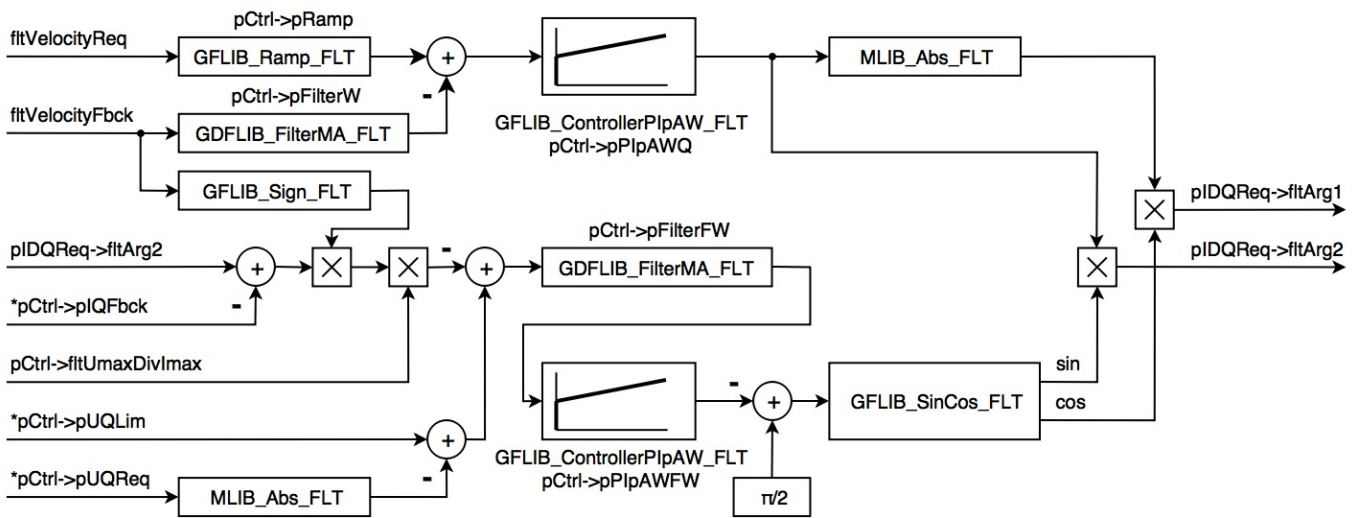 pCtrl->pRamp
fltVelocityReq
GFLIB_Ramp_FLT
+
MLIB_Abs_FLT
pCtrl->pFilterW
-
fltVelocityFbck
GDFLIB_FilterMA_FLT
GFLIB_ControllerPIpAW_FLT
pCtrl->pPIpAWQ
GFLIB_Sign_FLT
pIDQReq->fltArg1
×
pCtrl->pFilterFW
pIDQReq->fltArg2
+
×
×
-
+
GDFLIB_FilterMA_FLT
×
pIDQReq->fltArg2
-
*pCtrl->pIQFbck
pCtrl->fltUmaxDivImax
sin
-
+
GFLIB_SinCos_FLT
cos
*pCtrl->pUQLim
+
GFLIB_ControllerPIpAW_FLT
pCtrl->pPIpAWFW
-
*pCtrl->pUQReq
MLIB_Abs_FLT
π/2